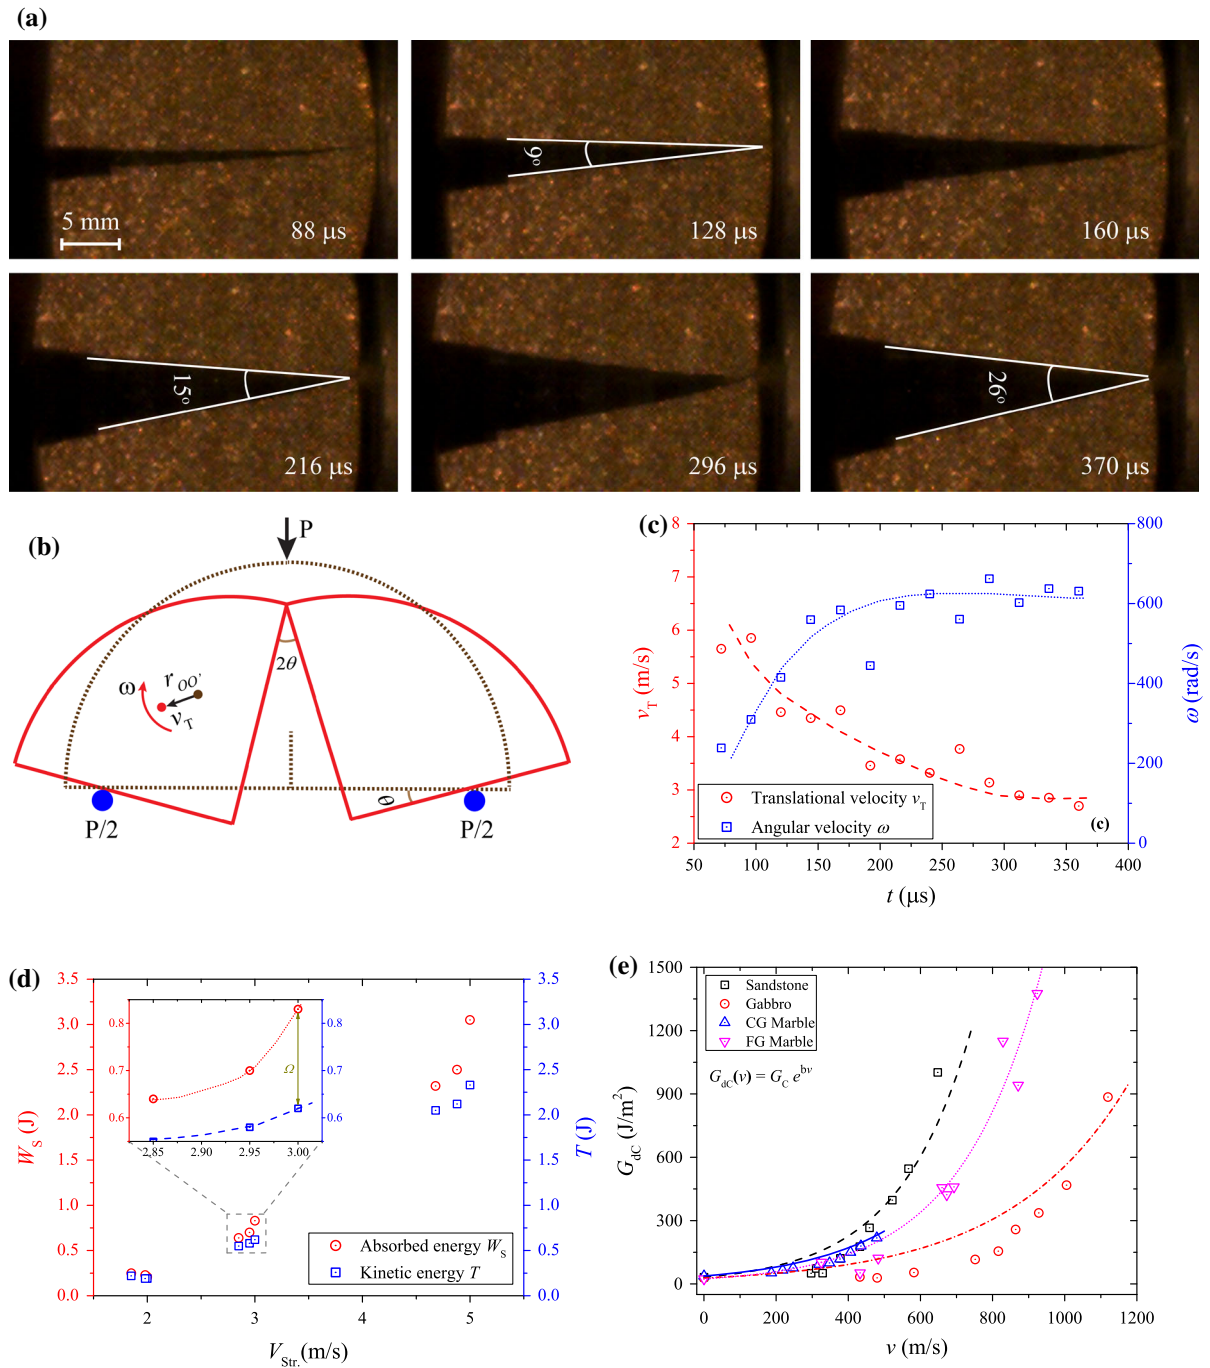 (a)
5 mm
88 μs
9°
128 μs
160 μs
15°
216 μs
296 μs
26°
370 μs
(b)
P
2θ
ω
r OO'
v T
θ
P/2
P/2
(c)
8
7
6
5
4
3
2
v T (m/s)
800
600
400
200
0
ω (rad/s)
Translational velocity v T
Angular velocity ω
(c)
50 100 150 200 250 300 350 400
t (μs)
(d)
3.5
3.0
2.5
2.0
1.5
1.0
0.5
0.0
W S (J)
3.5
3.0
2.5
2.0
1.5
1.0
0.5
0.0
T (J)
0.8
0.7
0.6
0.8
0.7
0.6
Ω
2.85 2.90 2.95 3.00
Absorbed energy W S
Kinetic energy T
2 3 4 5
V Str. (m/s)
(e)
1500
1200
900
600
300
0
G dC (J/m²)
Sandstone
Gabbro
CG Marble
FG Marble
G dC (v) = G C e bv
0 200 400 600 800 1000 1200
v (m/s)